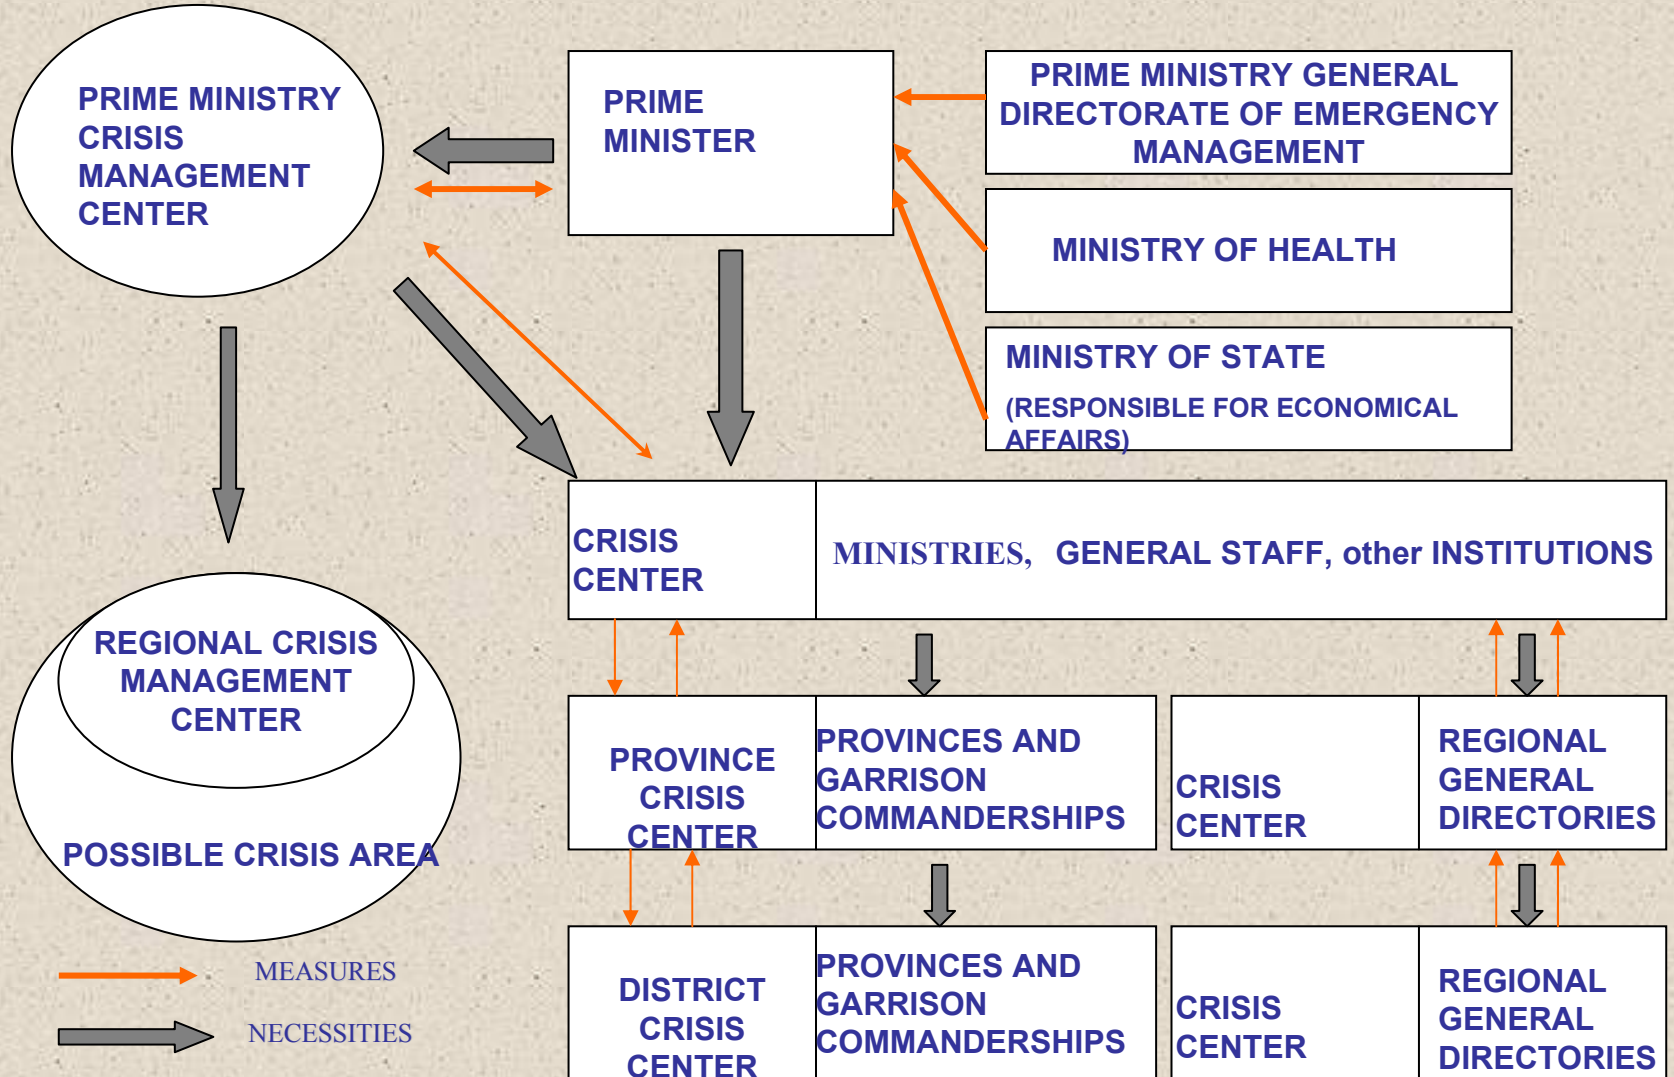 PRIME MINISTRY
CRISIS
MANAGEMENT
CENTER
PRIME
MINISTER
PRIME MINISTRY GENERAL
DIRECTORATE OF EMERGENCY
MANAGEMENT
MINISTRY OF HEALTH
MINISTRY OF STATE
(RESPONSIBLE FOR ECONOMICAL
AFFAIRS)
CRISIS
CENTER
MINISTRIES, GENERAL STAFF, other INSTITUTIONS
REGIONAL CRISIS
MANAGEMENT
CENTER
POSSIBLE CRISIS AREA
PROVINCE
CRISIS
CENTER
PROVINCES AND
GARRISON
COMMANDERSHIPS
CRISIS
CENTER
REGIONAL
GENERAL
DIRECTORIES
DISTRICT
CRISIS
CENTER
PROVINCES AND
GARRISON
COMMANDERSHIPS
CRISIS
CENTER
REGIONAL
GENERAL
DIRECTORIES
MEASURES
NECESSITIES